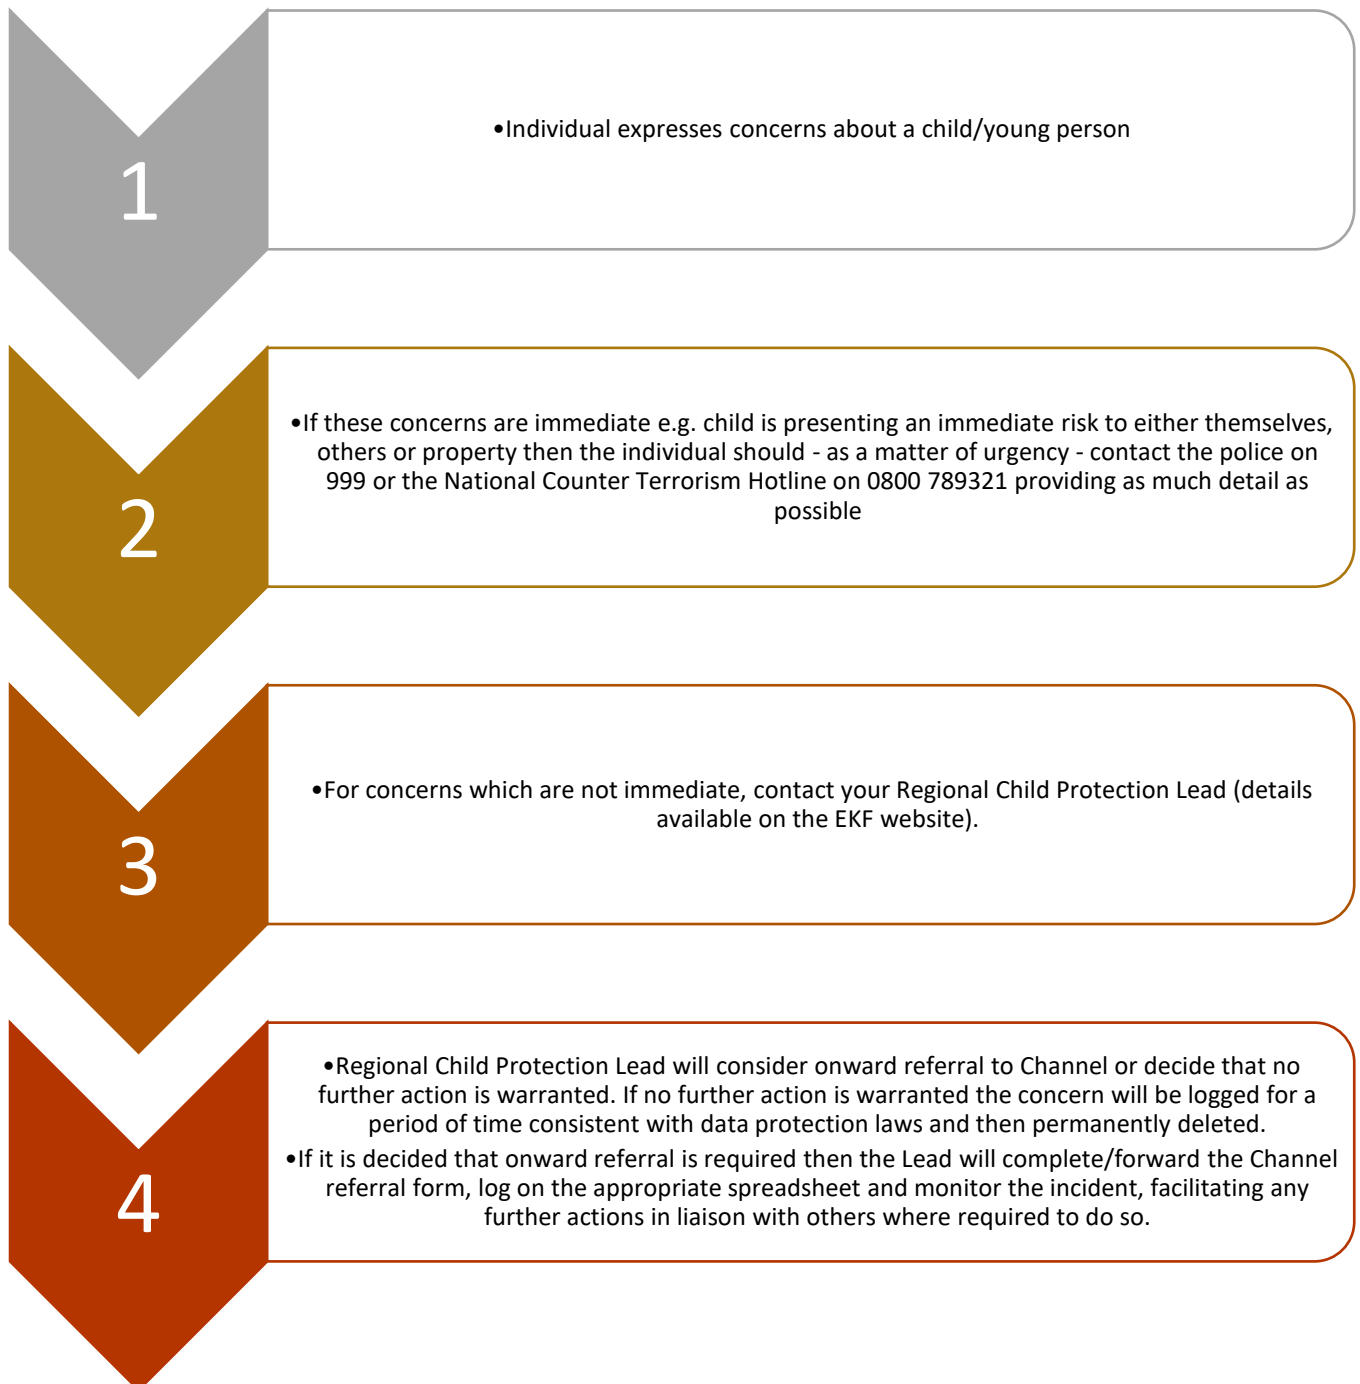 1
•Individual expresses concerns about a child/young person
2
•If these concerns are immediate e.g. child is presenting an immediate risk to either themselves,
others or property then the individual should - as a matter of urgency - contact the police on
999 or the National Counter Terrorism Hotline on 0800 789321 providing as much detail as
possible
3
•For concerns which are not immediate, contact your Regional Child Protection Lead (details
available on the EKF website).
4
•Regional Child Protection Lead will consider onward referral to Channel or decide that no
further action is warranted. If no further action is warranted the concern will be logged for a
period of time consistent with data protection laws and then permanently deleted.
•If it is decided that onward referral is required then the Lead will complete/forward the Channel
referral form, log on the appropriate spreadsheet and monitor the incident, facilitating any
further actions in liaison with others where required to do so.